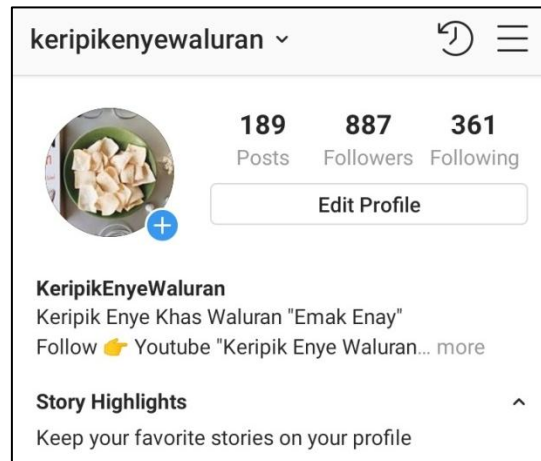 keripikenyewaluran
189 887 361
Posts Followers Following
Edit Profile
KeripikEnyeWaluran
Keripik Enye Khas Waluran "Emak Enay"
Follow 👉 Youtube "Keripik Enye Waluran... more
Story Highlights
Keep your favorite stories on your profile